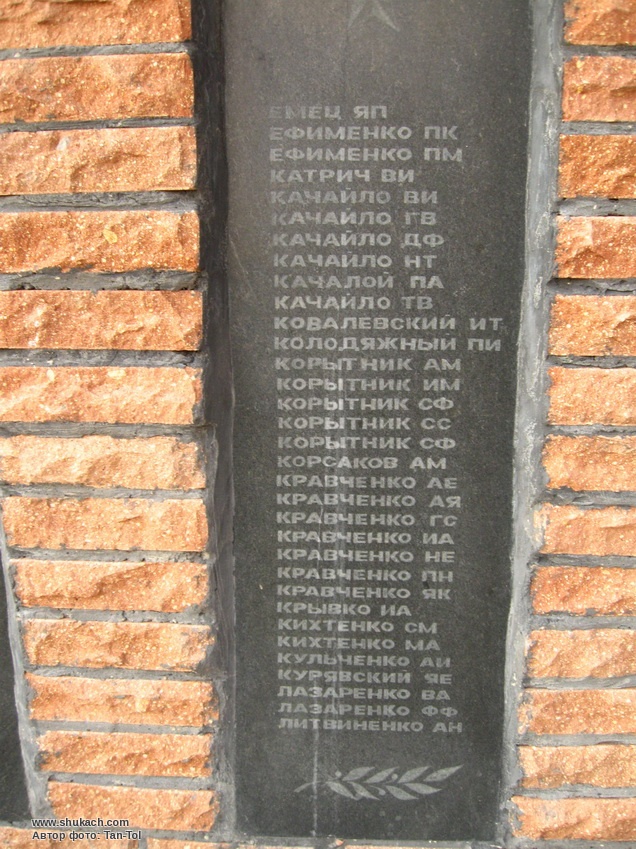 ЕМЕЦ ЯП
ЕФИМЕНКО ПК
ЕФИМЕНКО ПМ
КАТРИЧ ВИ
КАЧАЙЛО ВИ
КАЧАЙЛО ГВ
КАЧАЙЛО ДФ
КАЧАЙЛО НТ
КАЧАЛОЙ ПА
КАЧАЙЛО ТВ
КОВАЛЕВСКИЙ ИТ
КОЛОДЯЖНЫЙ ПИ
КОРЫТНИК АМ
КОРЫТНИК ИМ
КОРЫТНИК СФ
КОРЫТНИК СС
КОРЫТНИК СФ
КОРСАКОВ АМ
КРАВЧЕНКО АЕ
КРАВЧЕНКО АЯ
КРАВЧЕНКО ГС
КРАВЧЕНКО ИА
КРАВЧЕНКО НЕ
КРАВЧЕНКО ПН
КРАВЧЕНКО ЯК
КРЫВКО ИА
КИХТЕНКО СМ
КИХТЕНКО МА
КУЛЬЧЕНКО АИ
КУРЯВСКИЙ ЯЕ
ЛАЗАРЕНКО ВА
ЛАЗАРЕНКО ФФ
ЛИТВИНЕНКО АН
www.shukach.com
Автор фото: Tan-Tol